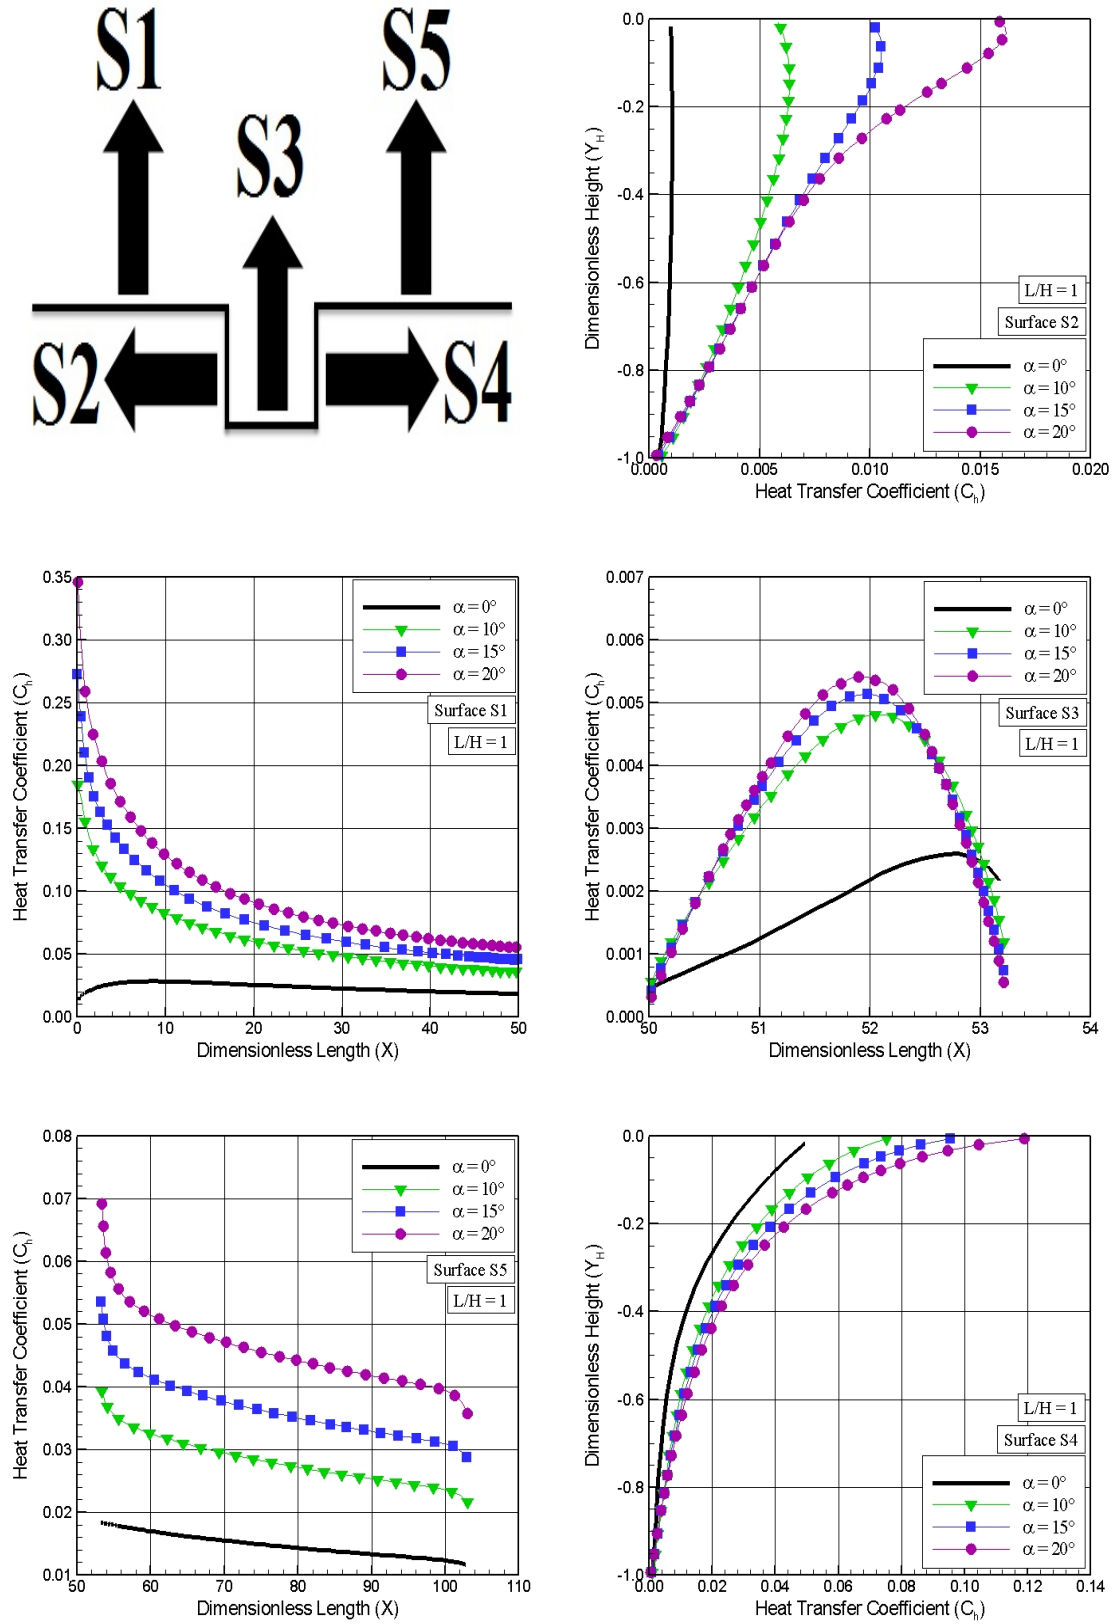 S1
S5
S3
S2
S4
0.0
-0.2
-0.4
-0.6
-0.8
-1.0
Dimensionless Height (Y_H)
L/H = 1
Surface S2
α = 0°
α = 10°
α = 15°
α = 20°
0.000 0.005 0.010 0.015 0.020
Heat Transfer Coefficient (C_h)
0.35
0.30
0.25
0.20
0.15
0.10
0.05
0.00
Heat Transfer Coefficient (C_h)
α = 0°
α = 10°
α = 15°
α = 20°
Surface S1
L/H = 1
0 10 20 30 40 50
Dimensionless Length (X)
0.007
0.006
0.005
0.004
0.003
0.002
0.001
0.000
Heat Transfer Coefficient (C_h)
α = 0°
α = 10°
α = 15°
α = 20°
Surface S3
L/H = 1
50 51 52 53 54
Dimensionless Length (X)
0.08
0.07
0.06
0.05
0.04
0.03
0.02
0.01
Heat Transfer Coefficient (C_h)
α = 0°
α = 10°
α = 15°
α = 20°
Surface S5
L/H = 1
50 60 70 80 90 100 110
Dimensionless Length (X)
0.0
-0.2
-0.4
-0.6
-0.8
-1.0
Dimensionless Height (Y_H)
L/H = 1
Surface S4
α = 0°
α = 10°
α = 15°
α = 20°
0.00 0.02 0.04 0.06 0.08 0.10 0.12 0.14
Heat Transfer Coefficient (C_h)